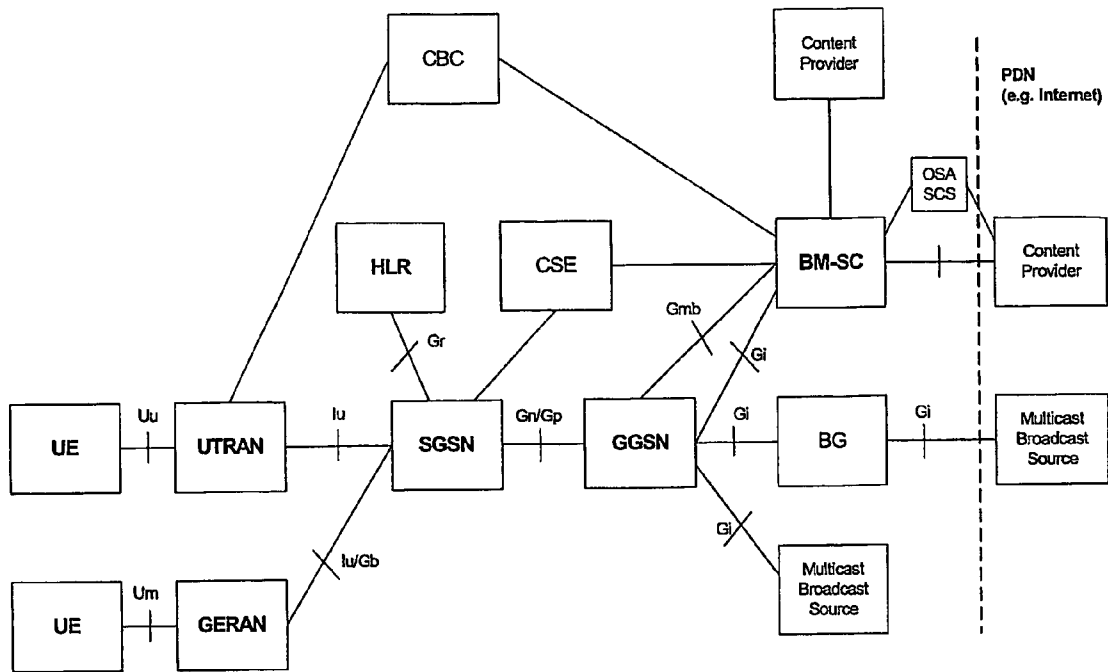 CBC
Content
Provider
PDN
(e.g. Internet)
OSA
SCS
HLR
CSE
BM-SC
Content
Provider
Gmb
Gr
Gi
Uu
Iu
Gn/Gp
Gi
Gi
UE
UTRAN
SGSN
GGSN
BG
Multicast
Broadcast
Source
Gi
Iu/Gb
Um
Multicast
Broadcast
Source
UE
GERAN